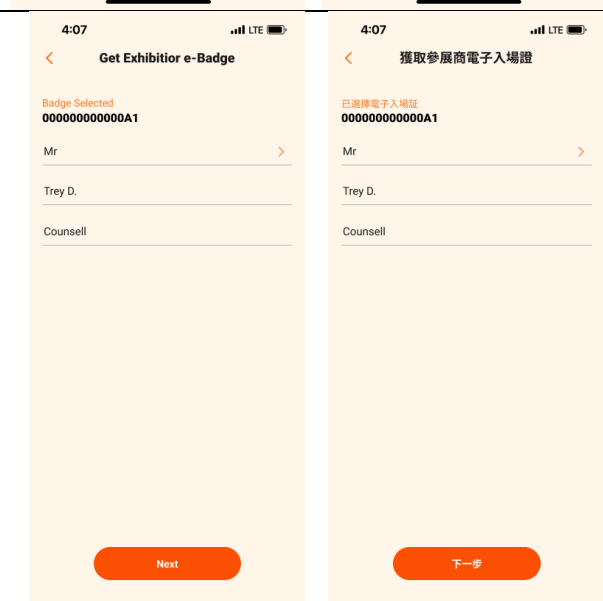 4:07
LTE
Get Exhibitior e-Badge
Badge Selected
000000000000A1
Mr
Trey D.
Counsell
Next
4:07
LTE
獲取參展商電子入場證
已選擇電子入場証
000000000000A1
Mr
Trey D.
Counsell
下一步